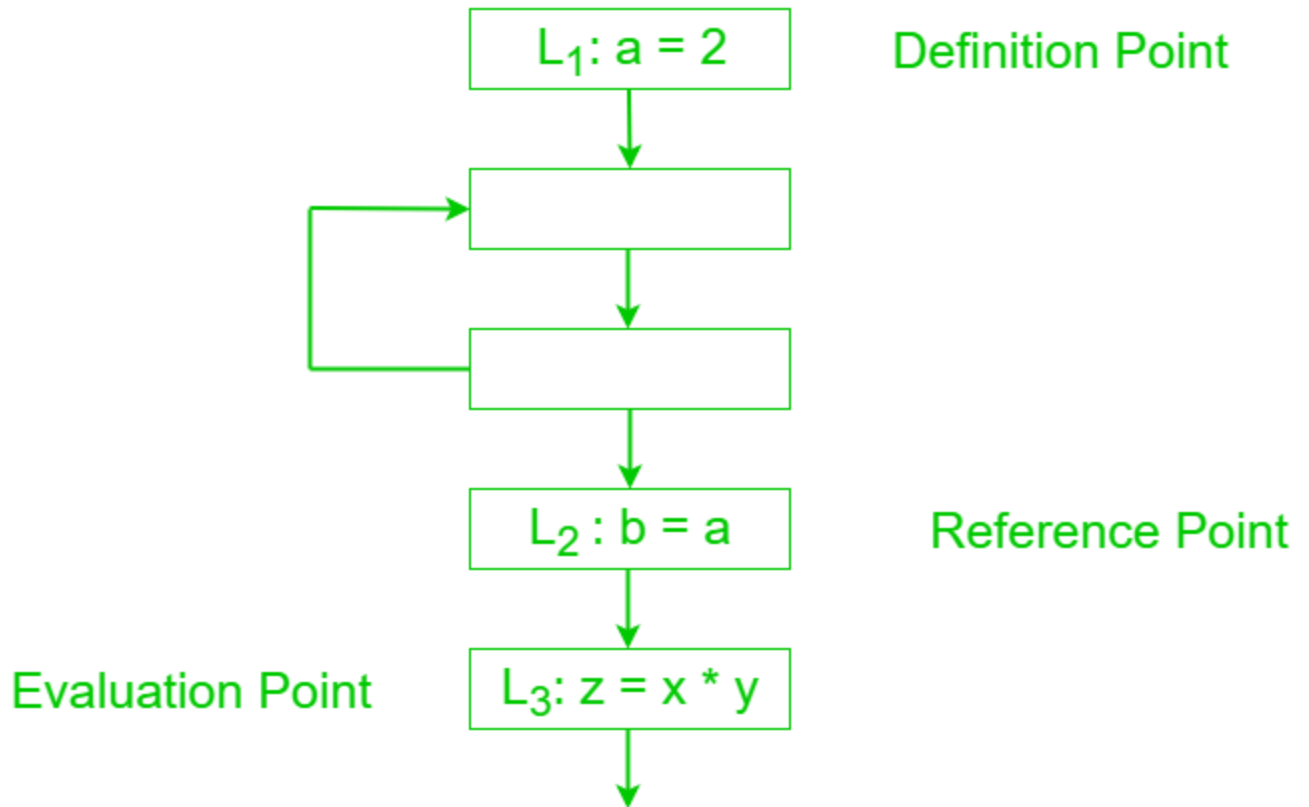 L₁: a = 2
Definition Point
L₂ : b = a
Reference Point
Evaluation Point
L₃: z = x * y